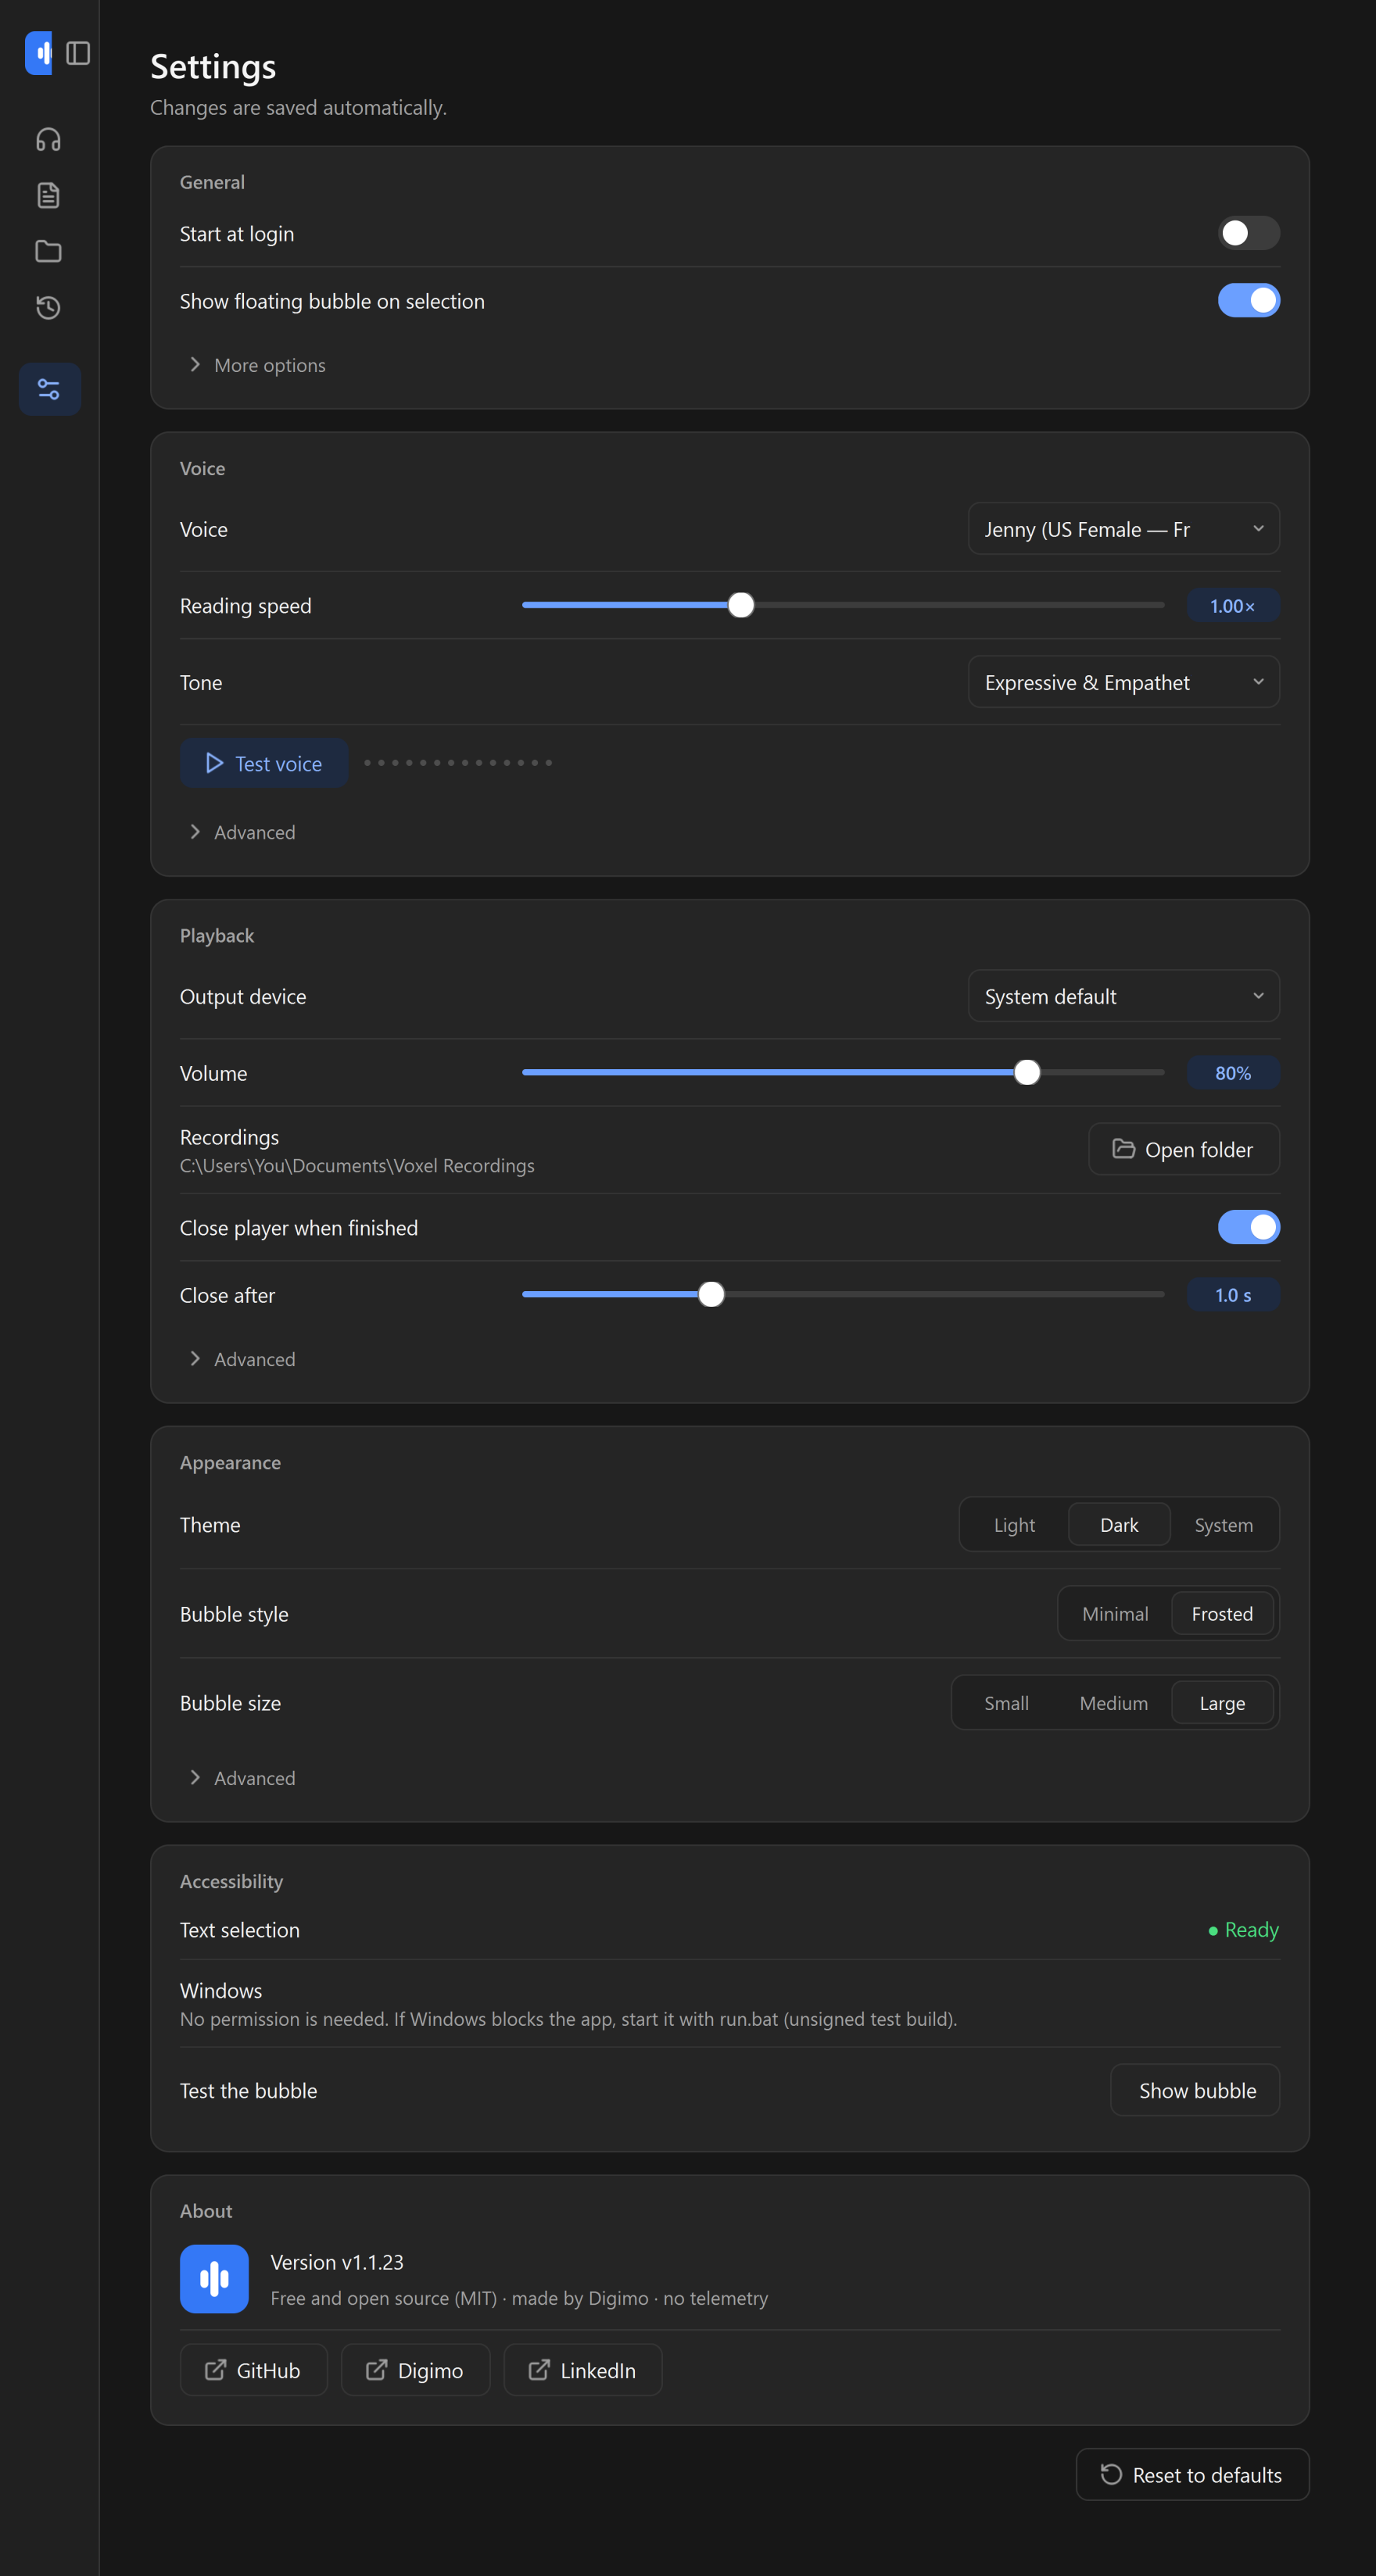 Settings
Changes are saved automatically.
General
Start at login
Show floating bubble on selection
More options
Voice
Voice
Jenny (US Female — Fr
Reading speed
1.00×
Tone
Expressive & Empathet
Test voice
Advanced
Playback
Output device
System default
Volume
80%
Recordings
C:\Users\You\Documents\Voxel Recordings
Open folder
Close player when finished
Close after
1.0 s
Advanced
Appearance
Theme
Light Dark System
Bubble style
Minimal Frosted
Bubble size
Small Medium Large
Advanced
Accessibility
Text selection
Ready
Windows
No permission is needed. If Windows blocks the app, start it with run.bat (unsigned test build).
Test the bubble
Show bubble
About
Version v1.1.23
Free and open source (MIT) · made by Digimo · no telemetry
GitHub Digimo LinkedIn
Reset to defaults